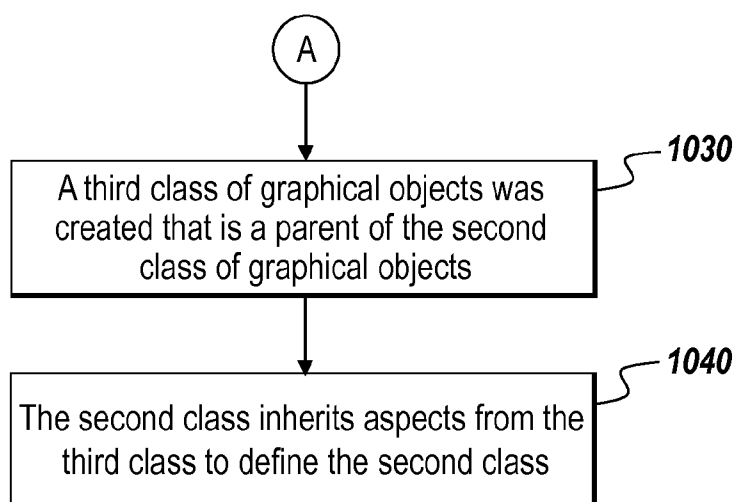 A
1030
A third class of graphical objects was
created that is a parent of the second
class of graphical objects
1040
The second class inherits aspects from the
third class to define the second class